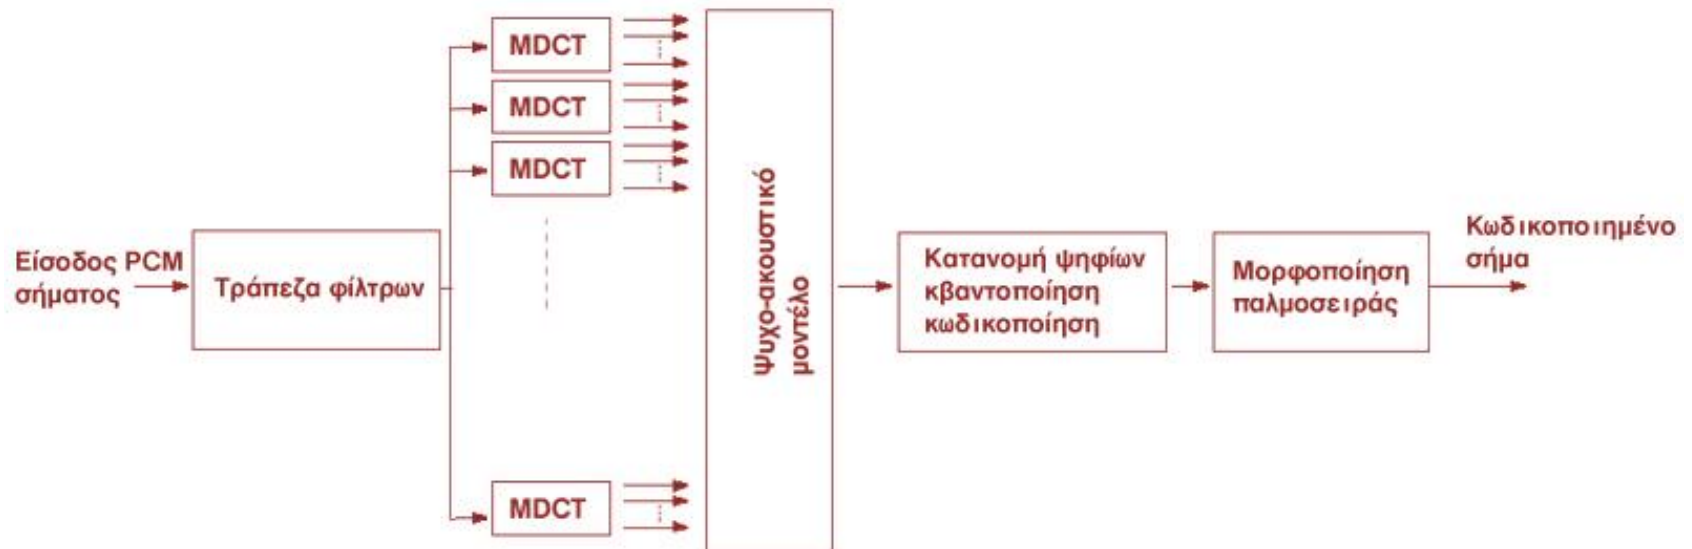 MDCT
MDCT
MDCT
Είσοδος PCM
σήματος
Τράπεζα φίλτρων
Ψυχο-ακουστικό
μοντέλο
Κατανομή ψηφίων
κβαντοποίηση
κωδικοποίηση
Μορφοποίηση
παλμοσειράς
Κωδικοποιημένο
σήμα
MDCT